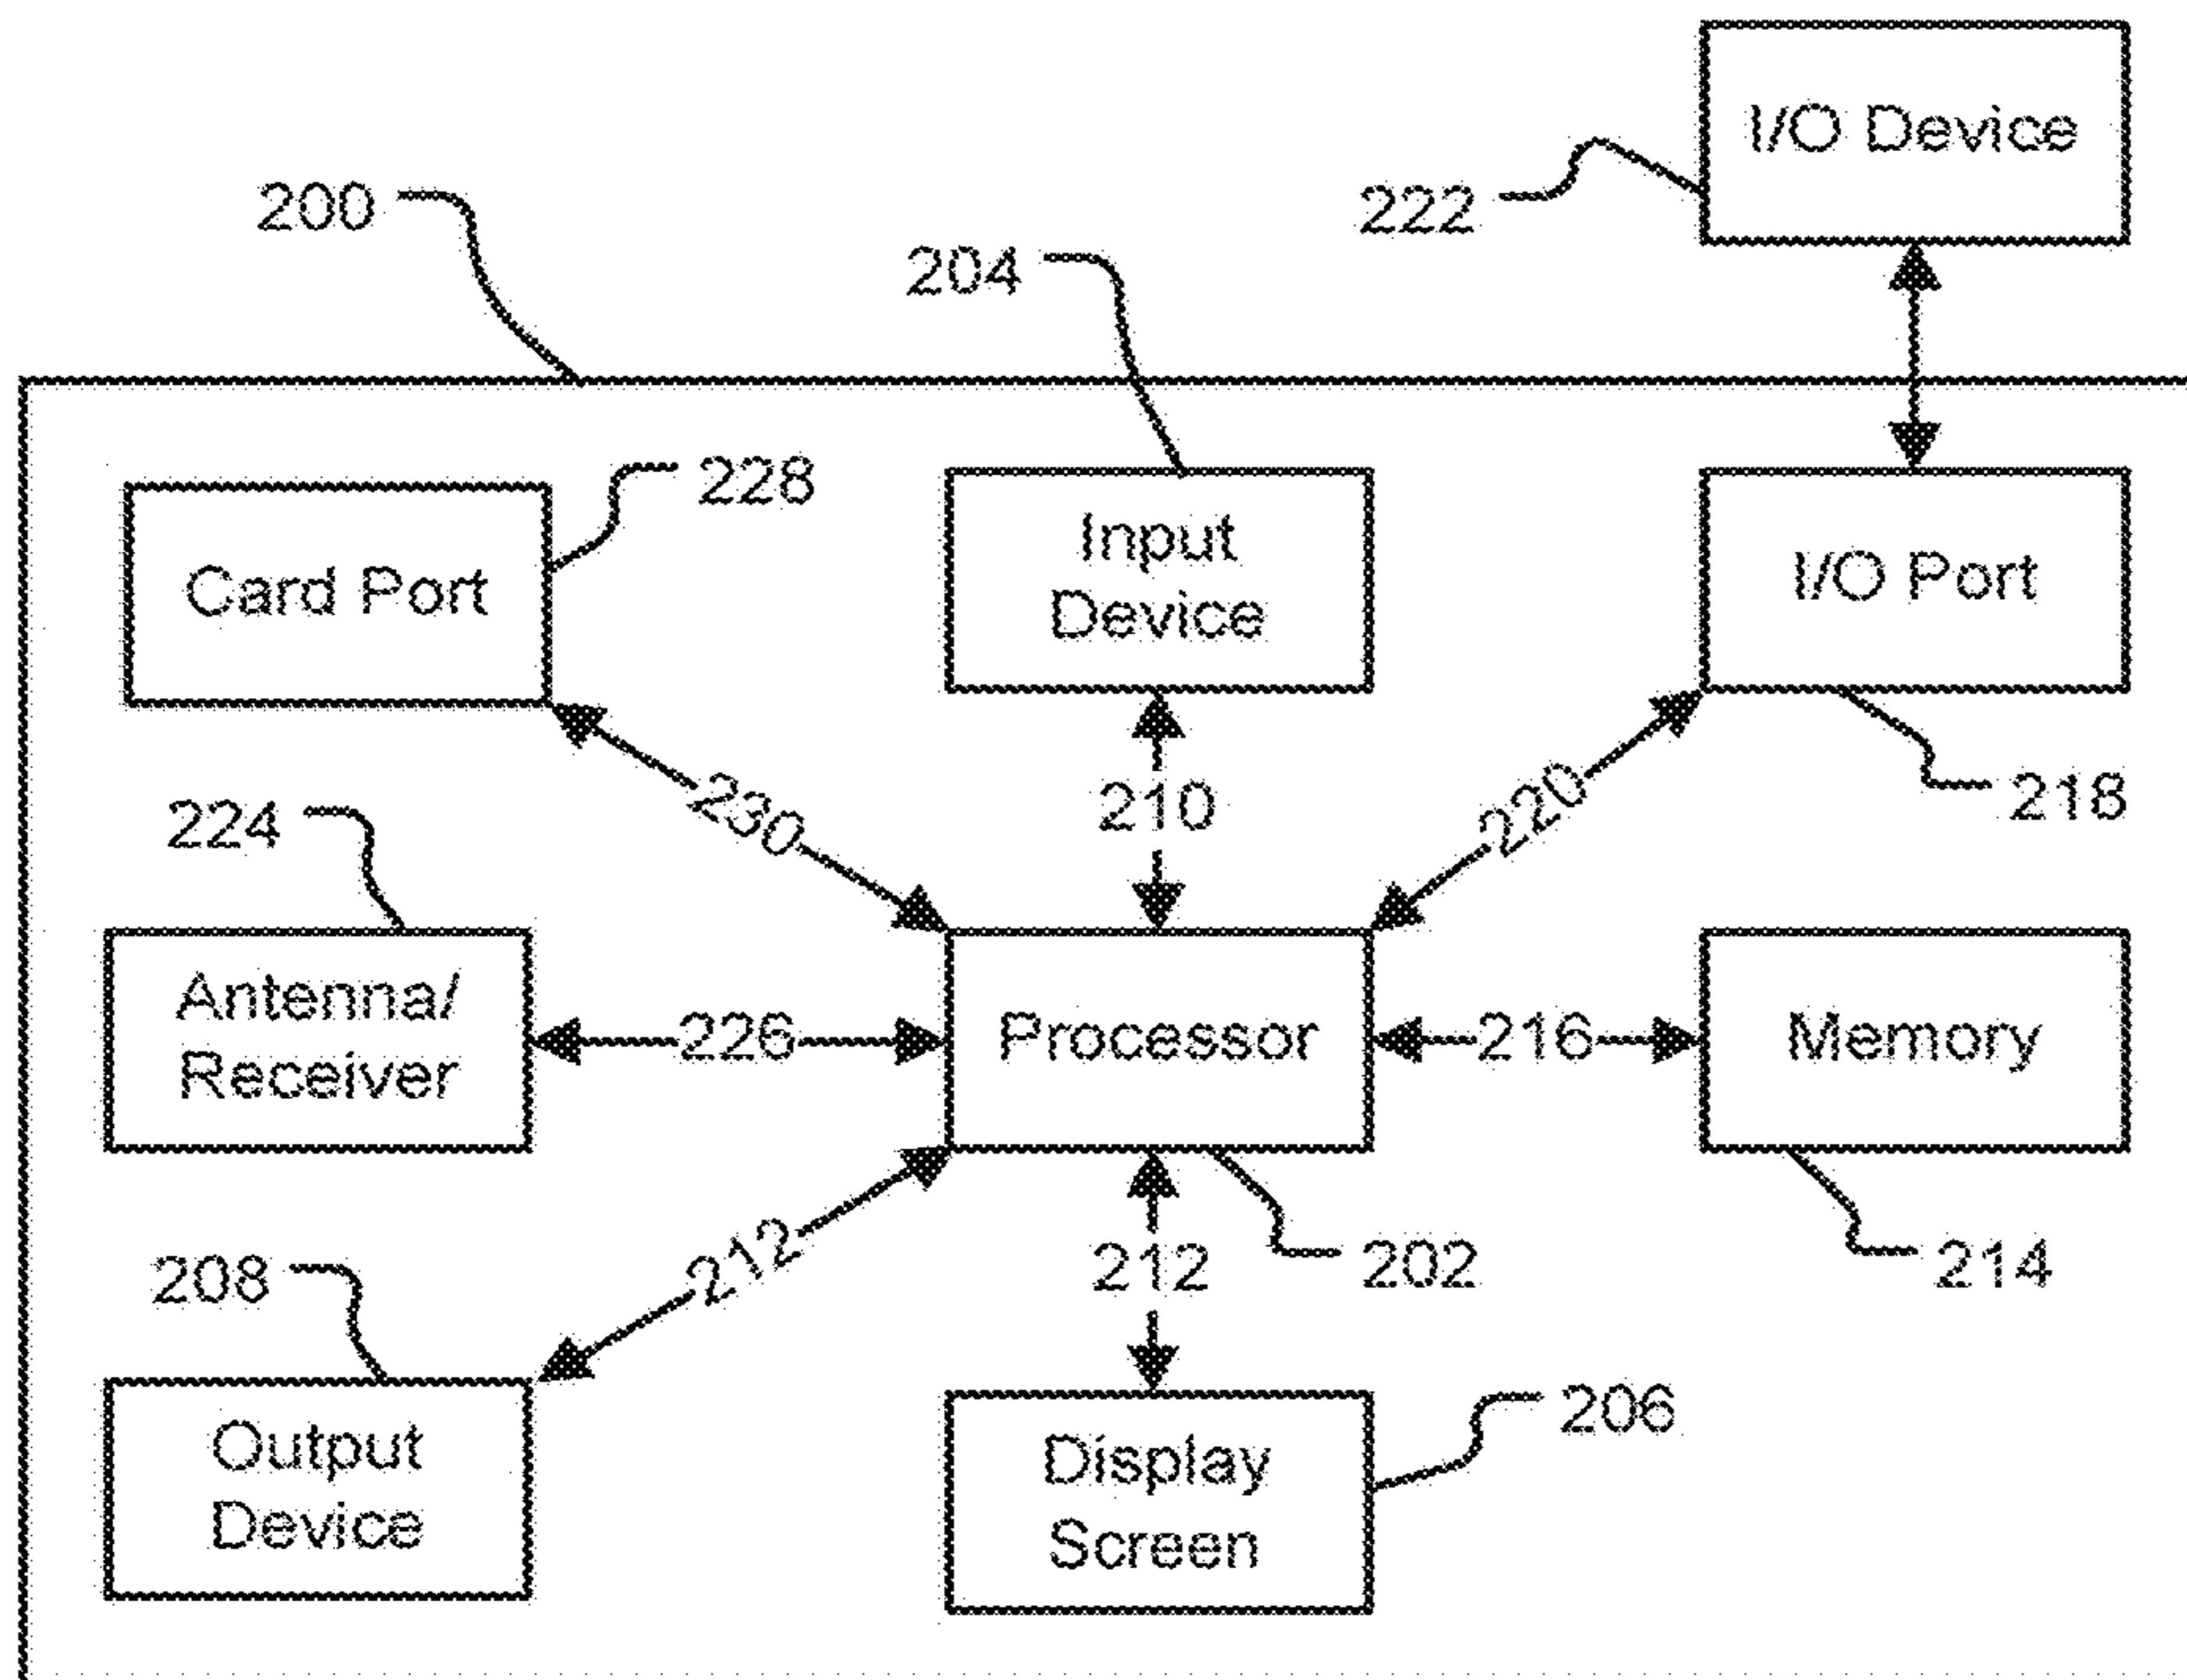 I/O Device
222
200
204
228
Card Port
Input
Device
I/O Port
218
230
210
220
224
Antenna/
Receiver
226
Processor
216
Memory
212
212
202
214
208
Output
Device
206
Display
Screen